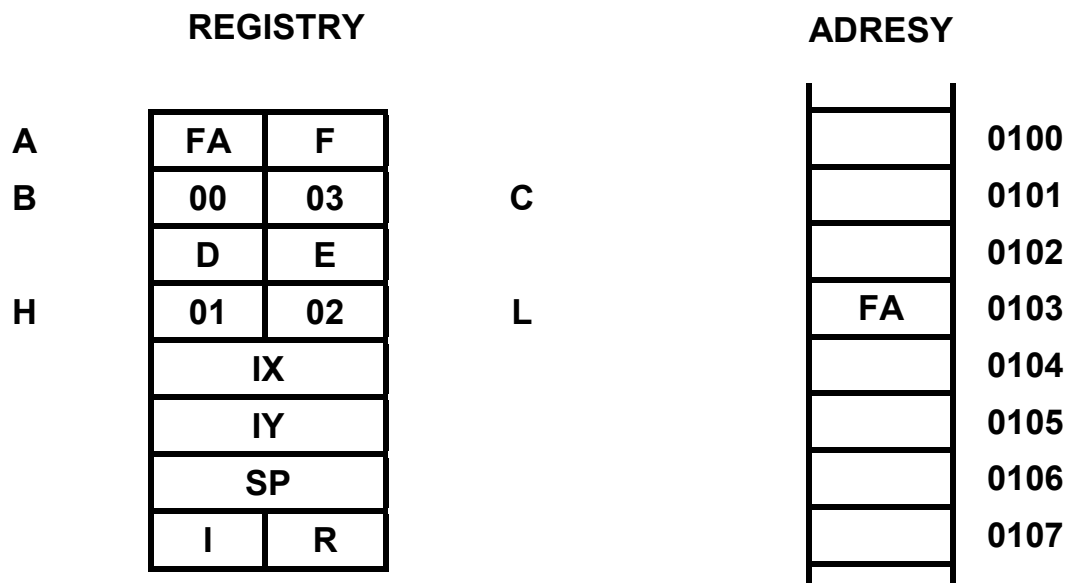 REGISTRY ADRESY
A FA F 0100
B 00 03 C 0101
D E 0102
H 01 02 L FA 0103
IX 0104
IY 0105
SP 0106
I R 0107